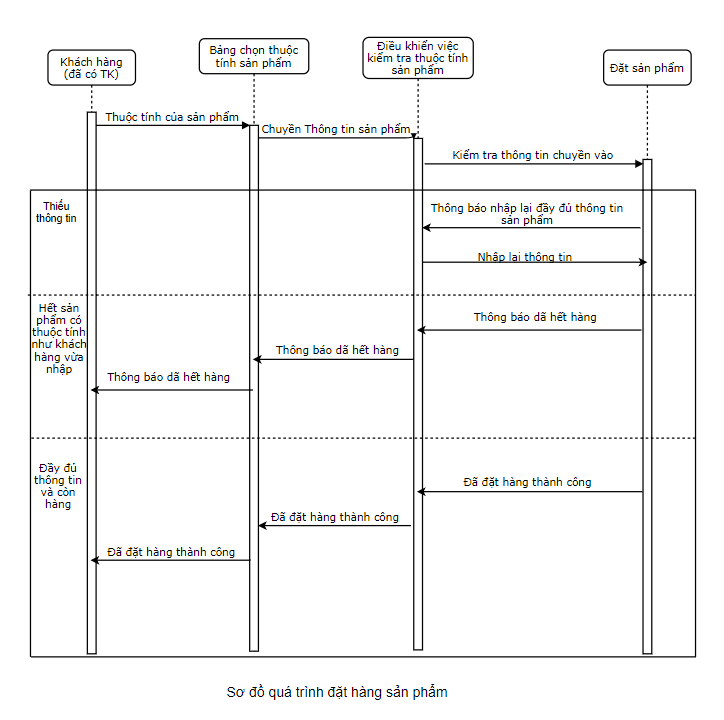 Khách hàng
(đã có TK)
Bảng chọn thuộc
tính sản phẩm
Điều khiển việc
kiểm tra thuộc tính
sản phẩm
Đặt sản phẩm
Thuộc tính của sản phẩm
Chuyền Thông tin sản phẩm
Kiểm tra thông tin chuyền vào
Thiếu
thông tin
Thông báo nhập lại đầy đủ thông tin
sản phẩm
Nhập lại thông tin
Hết sản
phẩm có
thuộc tính
như khách
hàng vừa
nhập
Thông báo dã hết hàng
Thông báo dã hết hàng
Thông báo dã hết hàng
Đầy đủ
thông tin
và còn
hàng
Đã đặt hàng thành công
Đã đặt hàng thành công
Đã đặt hàng thành công
Sơ đồ quá trình đặt hàng sản phẩm